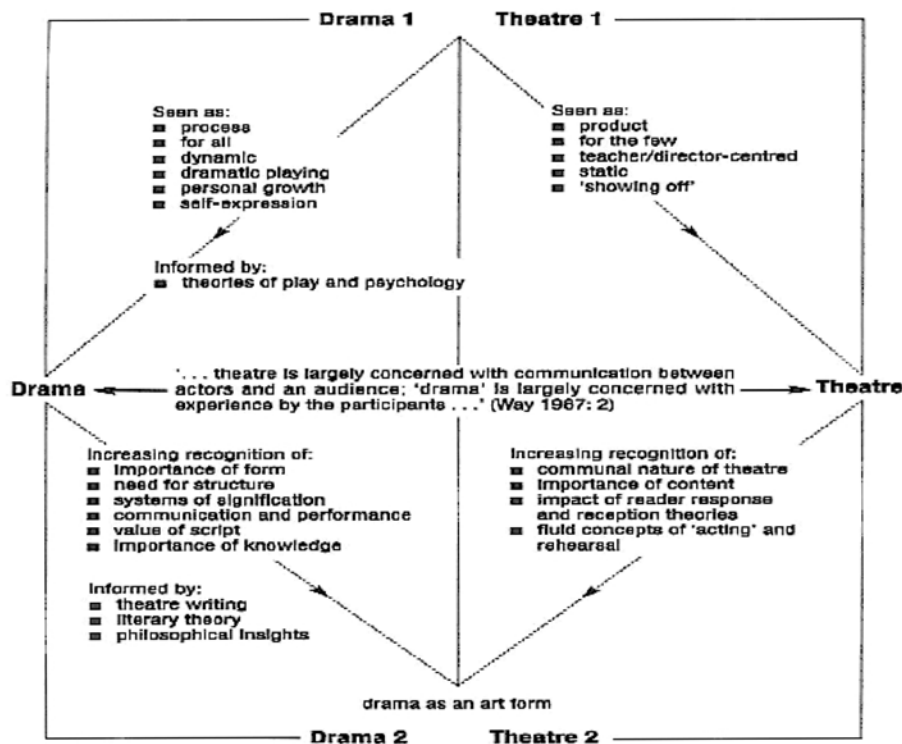 Drama 1 Theatre 1
Seen as:
■ process
■ for all
■ dynamic
■ dramatic playing
■ personal growth
■ self-expression
Seen as:
■ product
■ for the few
■ teacher/director-centred
■ static
■ 'showing off'
Informed by:
■ theories of play and psychology
Drama
'. . . theatre is largely concerned with communication between
actors and an audience; 'drama' is largely concerned with
experience by the participants . . .' (Way 1967: 2)
Theatre
Increasing recognition of:
■ importance of form
■ need for structure
■ systems of signification
■ communication and performance
■ value of script
■ importance of knowledge
Increasing recognition of:
■ communal nature of theatre
■ importance of content
■ impact of reader response
and reception theories
■ fluid concepts of 'acting' and
rehearsal
Informed by:
■ theatre writing
■ literary theory
■ philosophical insights
drama as an art form
Drama 2 Theatre 2